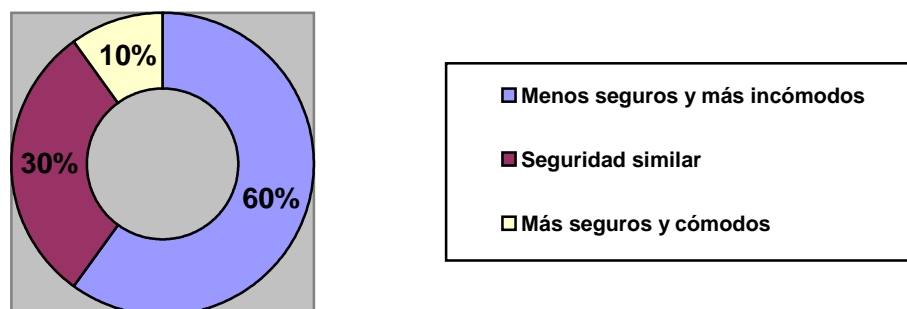 10%
30%
60%
Menos seguros y más incómodos
Seguridad similar
Más seguros y cómodos